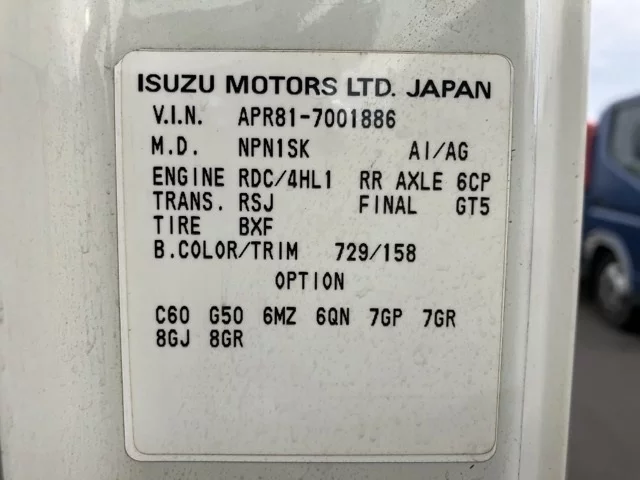 ISUZU MOTORS LTD. JAPAN
V.I.N. APR81-7001886
M.D. NPN1SK AI/AG
ENGINE RDC/4HL1 RR AXLE 6CP
TRANS. RSJ FINAL GT5
TIRE BXF
B.COLOR/TRIM 729/158
OPTION
C60 G50 6MZ 6QN 7GP 7GR
8GJ 8GR